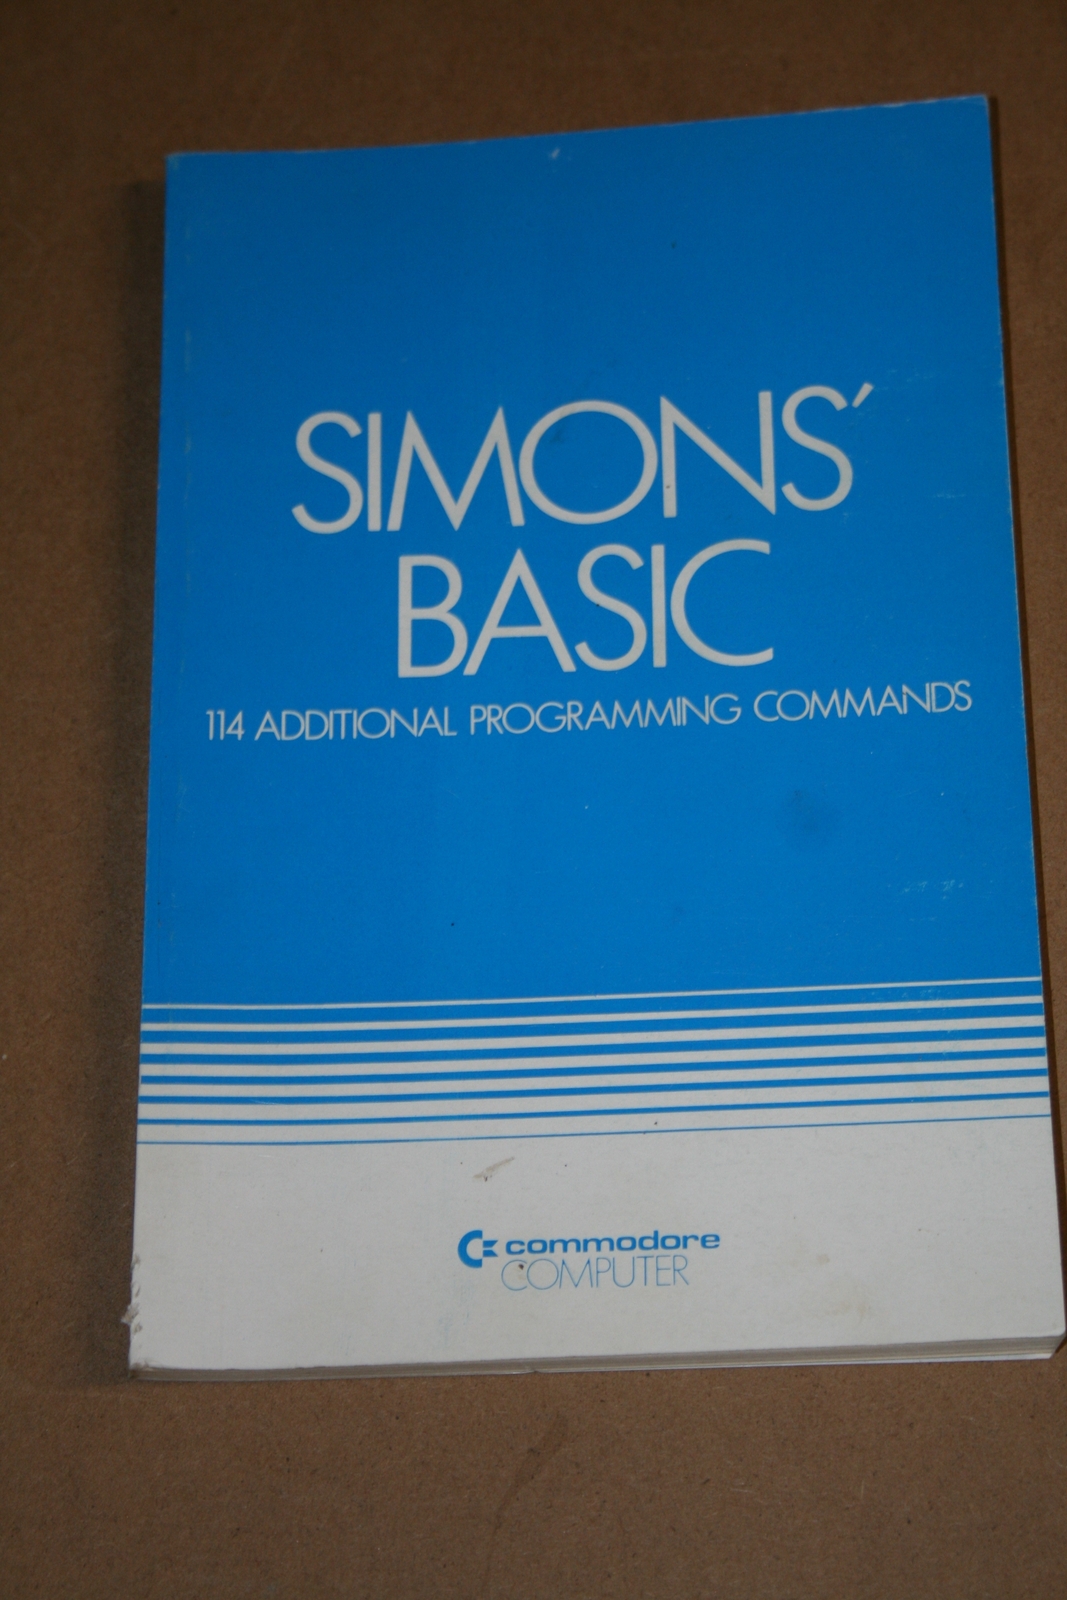 SIMONS'
BASIC
114 ADDITIONAL PROGRAMMING COMMANDS
commodore
COMPUTER